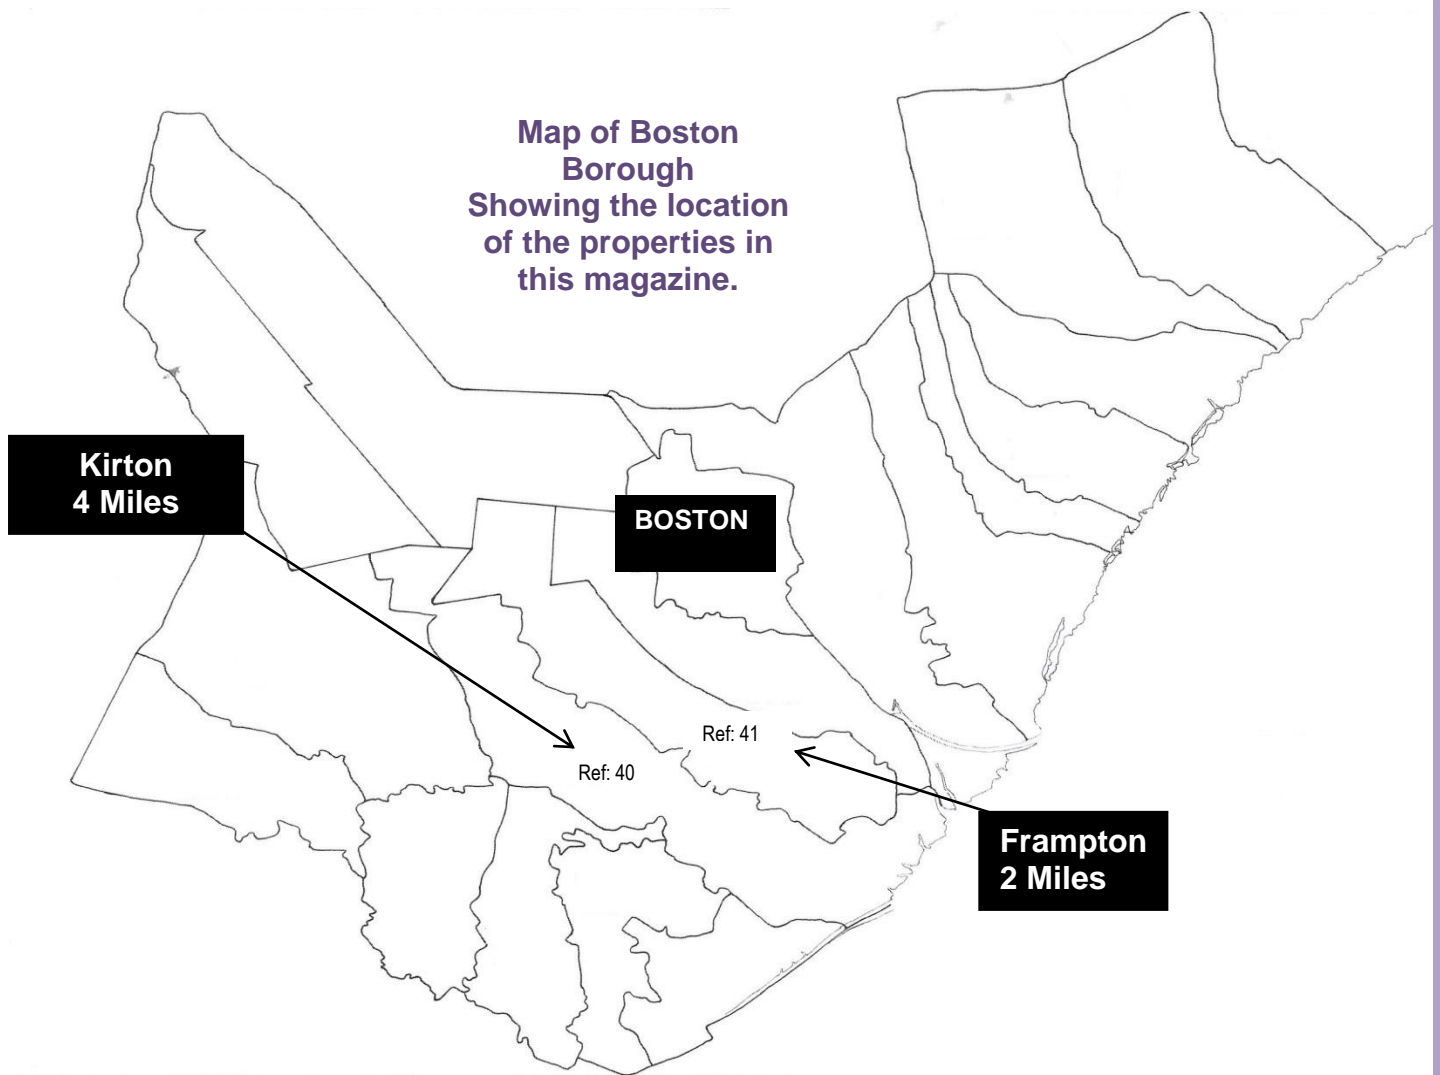 Map of Boston
Borough
Showing the location
of the properties in
this magazine.
Kirton
4 Miles
BOSTON
Ref: 41
Ref: 40
Frampton
2 Miles